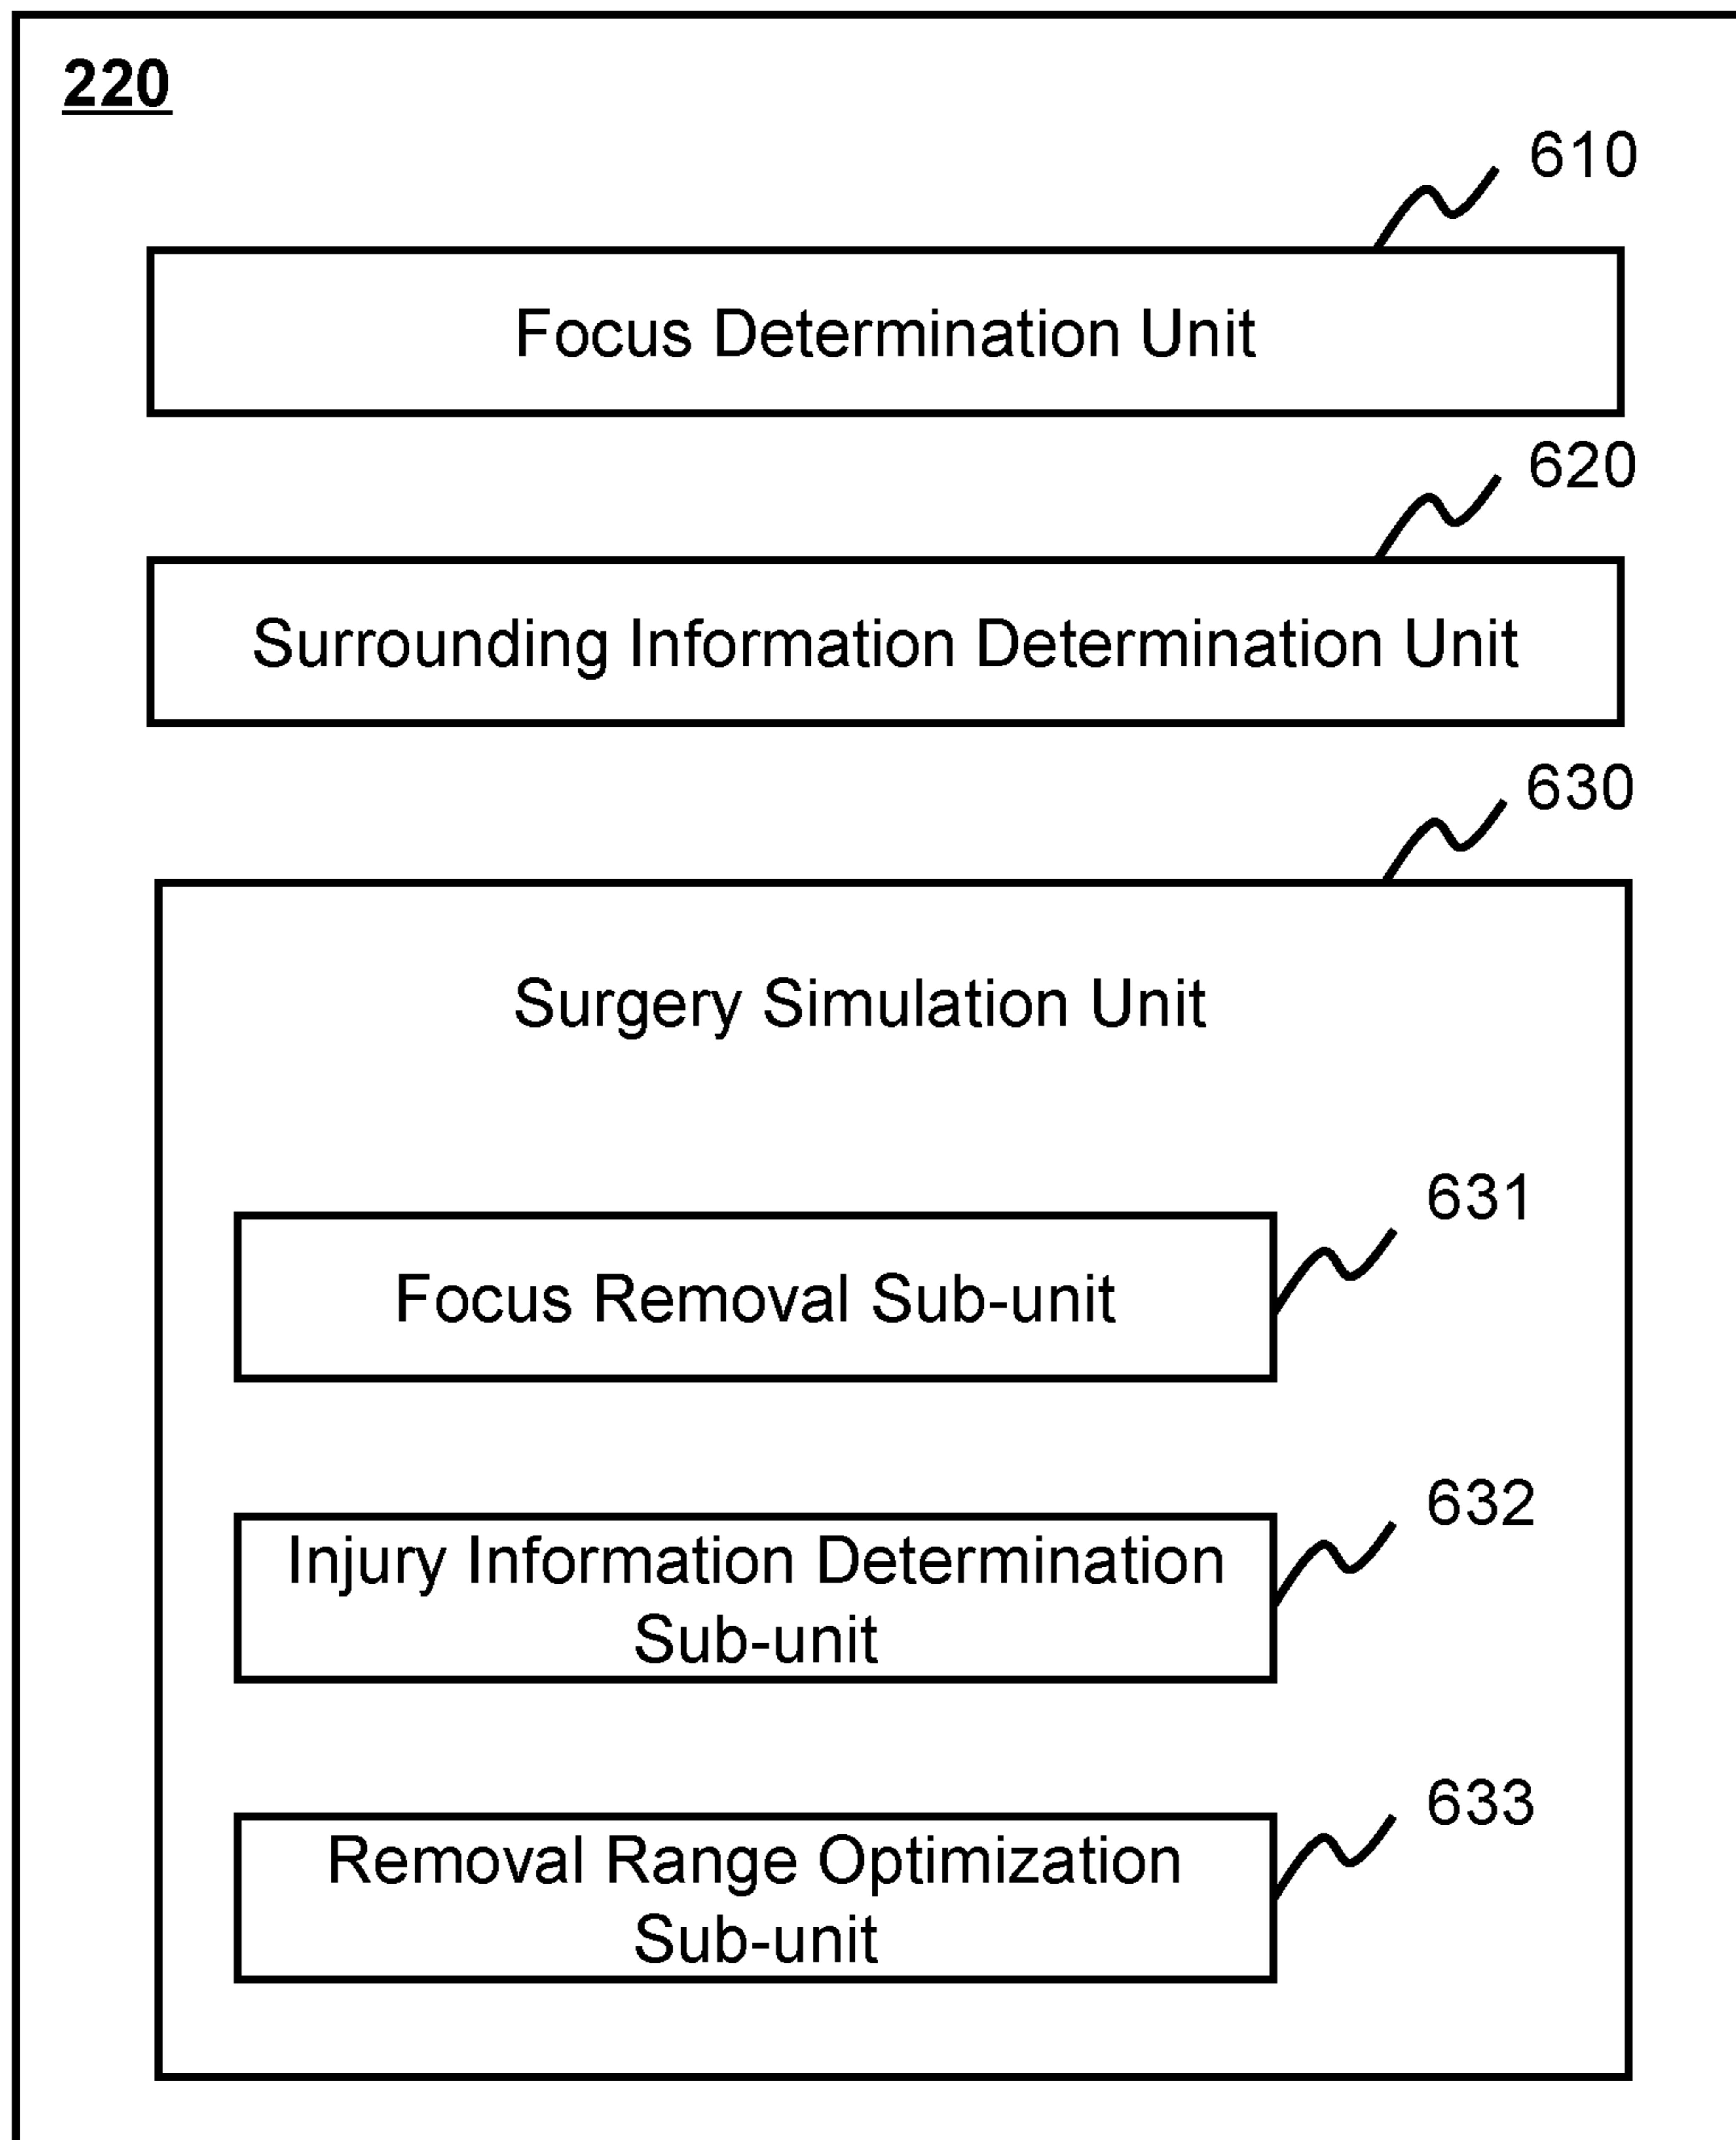 220
610
Focus Determination Unit
620
Surrounding Information Determination Unit
630
Surgery Simulation Unit
631
Focus Removal Sub-unit
632
Injury Information Determination
Sub-unit
633
Removal Range Optimization
Sub-unit